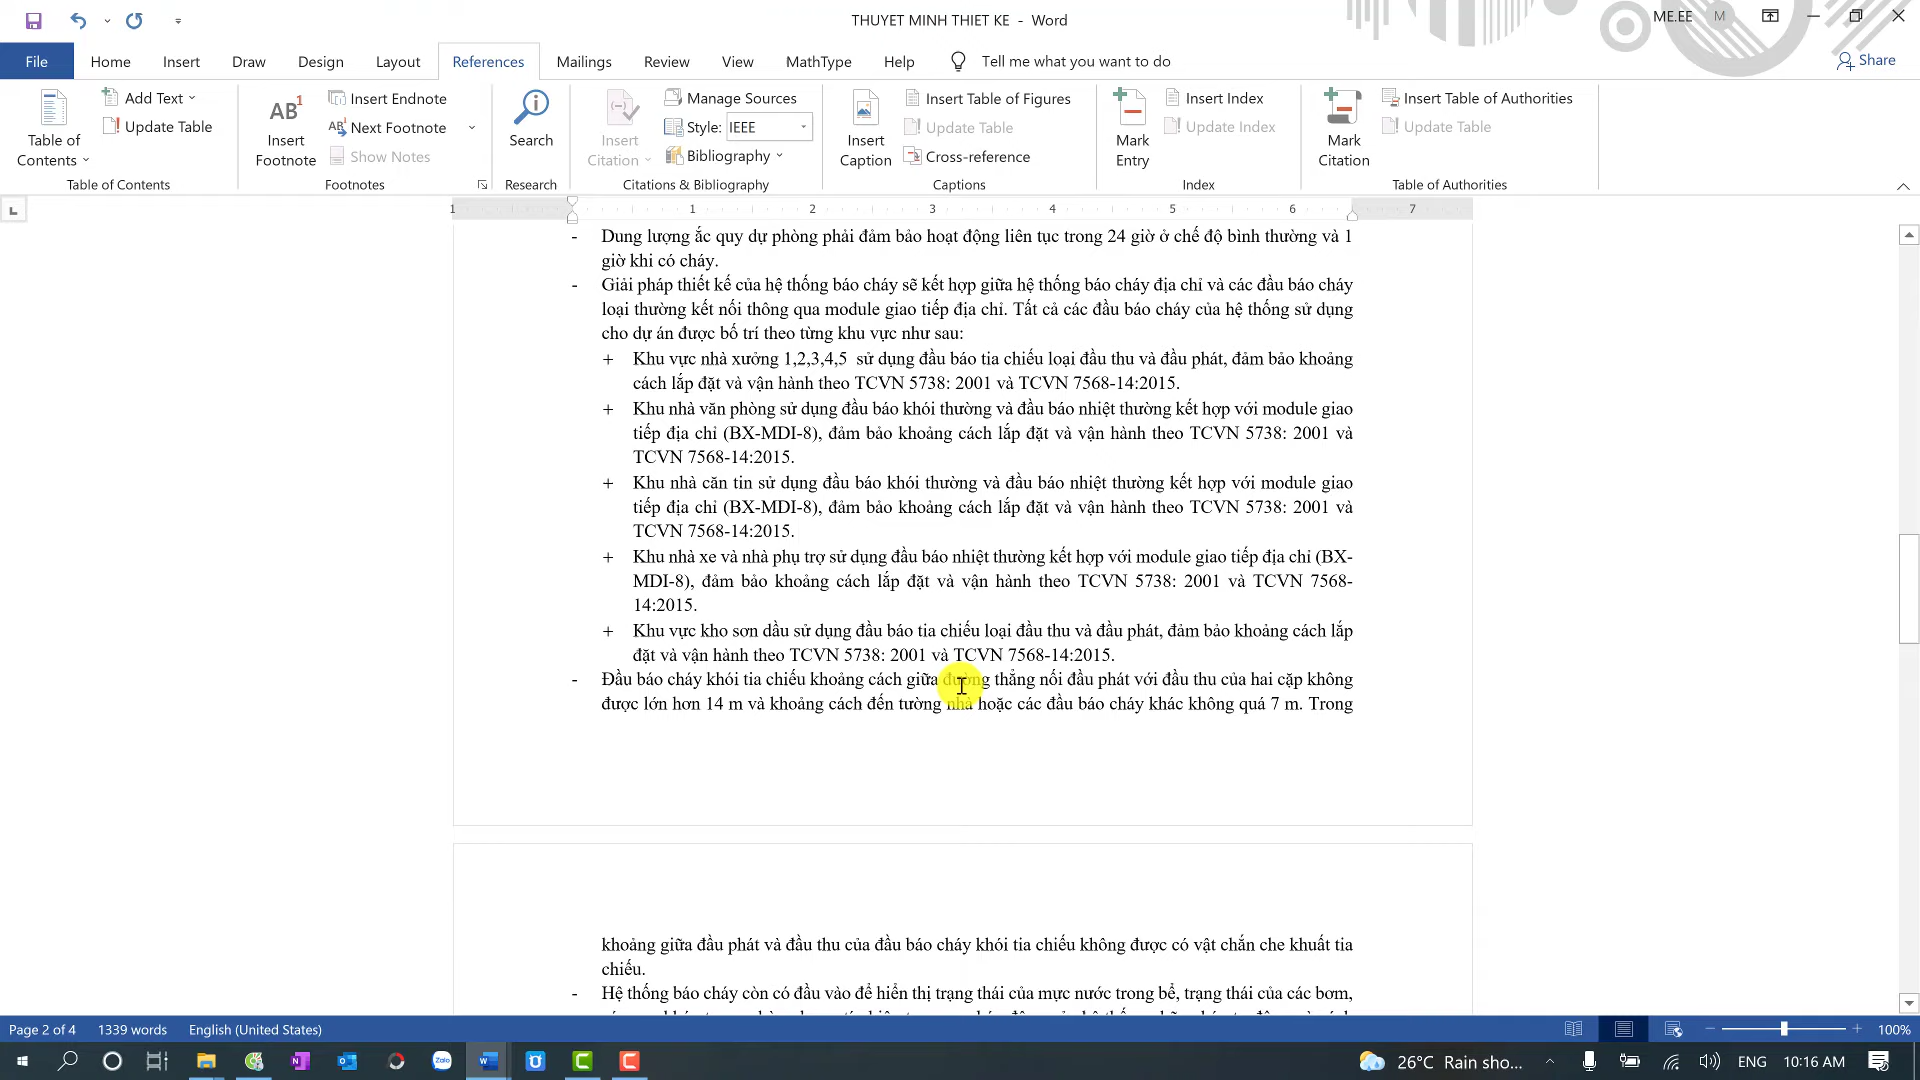 THUYET MINH THIET KE - Word
ME.EE
M
File
Home
Insert
Draw
Design
Layout
References
Mailings
Review
View
MathType
Help
Tell me what you want to do
Share
Table of
Contents
Add Text
Update Table
Table of Contents
AB1
Insert
Footnote
Insert Endnote
Next Footnote
Show Notes
Footnotes
Search
Research
Insert
Citation
Manage Sources
Style: IEEE
Bibliography
Citations & Bibliography
Insert
Caption
Insert Table of Figures
Update Table
Cross-reference
Captions
Mark
Entry
Insert Index
Update Index
Index
Mark
Citation
Insert Table of Authorities
Update Table
Table of Authorities
1 1 2 3 4 5 6 7
- Dung lượng ắc quy dự phòng phải đảm bảo hoạt động liên tục trong 24 giờ ở chế độ bình thường và 1
giờ khi có cháy.
- Giải pháp thiết kế của hệ thống báo cháy sẽ kết hợp giữa hệ thống báo cháy địa chỉ và các đầu báo cháy
loại thường kết nối thông qua module giao tiếp địa chỉ. Tất cả các đầu báo cháy của hệ thống sử dụng
cho dự án được bố trí theo từng khu vực như sau:
+ Khu vực nhà xưởng 1,2,3,4,5 sử dụng đầu báo tia chiếu loại đầu thu và đầu phát, đảm bảo khoảng
cách lắp đặt và vận hành theo TCVN 5738: 2001 và TCVN 7568-14:2015.
+ Khu nhà văn phòng sử dụng đầu báo khói thường và đầu báo nhiệt thường kết hợp với module giao
tiếp địa chỉ (BX-MDI-8), đảm bảo khoảng cách lắp đặt và vận hành theo TCVN 5738: 2001 và
TCVN 7568-14:2015.
+ Khu nhà căn tin sử dụng đầu báo khói thường và đầu báo nhiệt thường kết hợp với module giao
tiếp địa chỉ (BX-MDI-8), đảm bảo khoảng cách lắp đặt và vận hành theo TCVN 5738: 2001 và
TCVN 7568-14:2015.
+ Khu nhà xe và nhà phụ trợ sử dụng đầu báo nhiệt thường kết hợp với module giao tiếp địa chỉ (BX-
MDI-8), đảm bảo khoảng cách lắp đặt và vận hành theo TCVN 5738: 2001 và TCVN 7568-
14:2015.
+ Khu vực kho sơn dầu sử dụng đầu báo tia chiếu loại đầu thu và đầu phát, đảm bảo khoảng cách lắp
đặt và vận hành theo TCVN 5738: 2001 và TCVN 7568-14:2015.
- Đầu báo cháy khói tia chiếu khoảng cách giữa đường thẳng nối đầu phát với đầu thu của hai cặp không
được lớn hơn 14 m và khoảng cách đến tường nhà hoặc các đầu báo cháy khác không quá 7 m. Trong
khoảng giữa đầu phát và đầu thu của đầu báo cháy khói tia chiếu không được có vật chắn che khuất tia
chiếu.
- Hệ thống báo cháy còn có đầu vào để hiển thị trạng thái của mực nước trong bể, trạng thái của các bơm,
Page 2 of 4
1339 words
English (United States)
100%
Zalo
26°C Rain sho...
ENG
10:16 AM